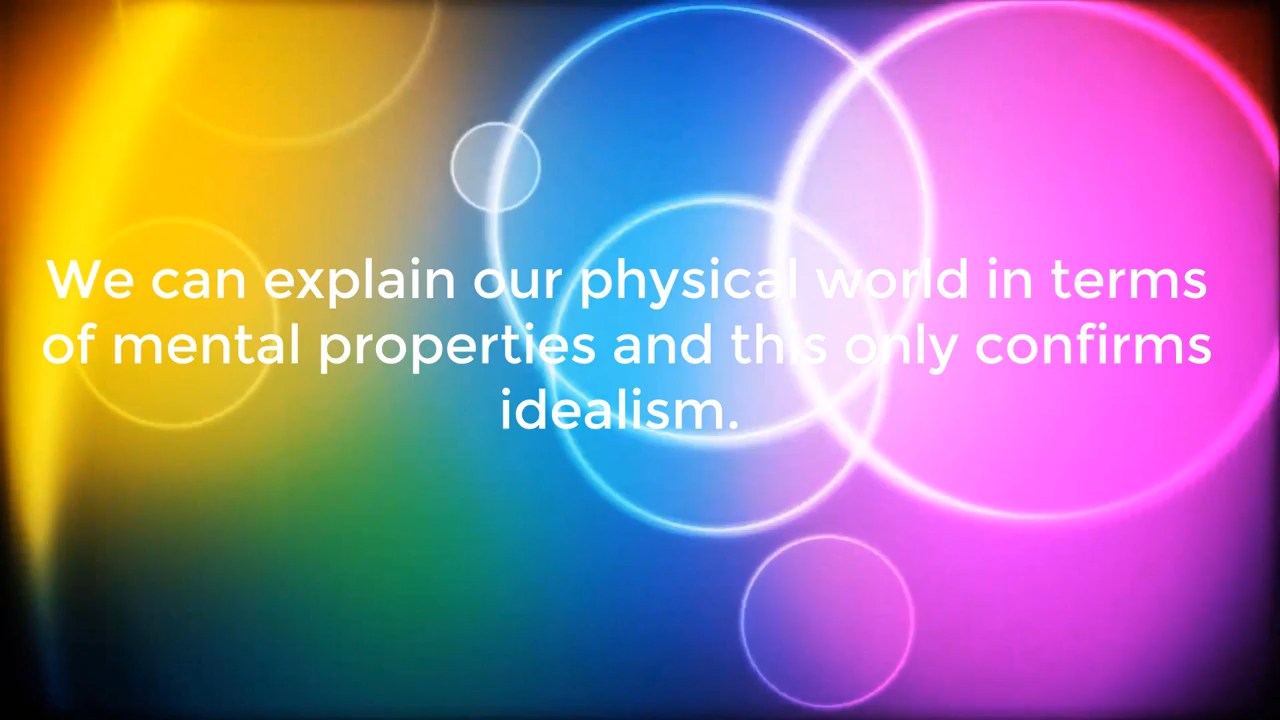 We can explain our physical world in terms
of mental properties and this only confirms
idealism.